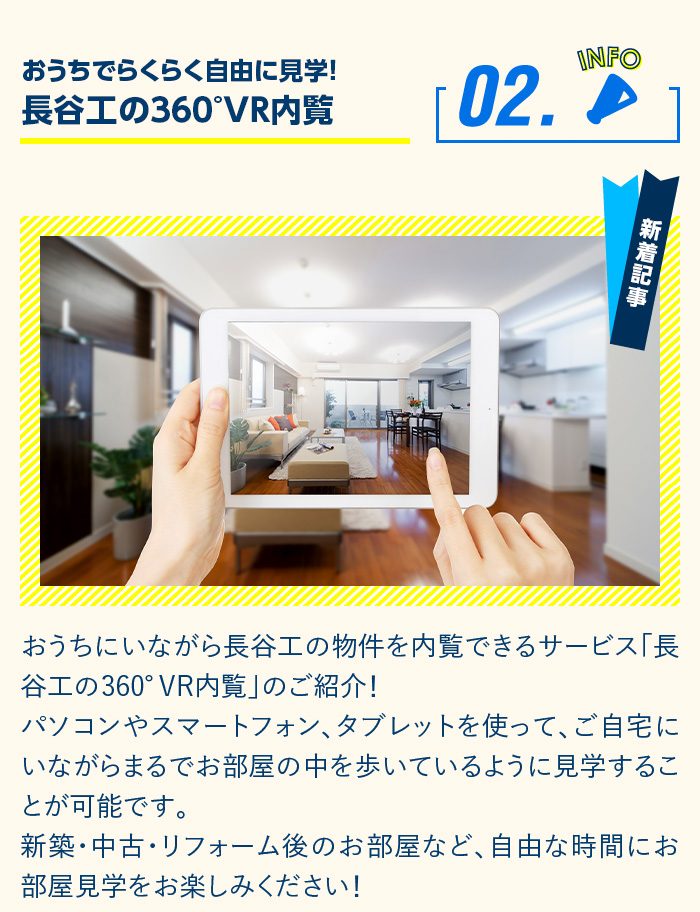 おうちでらくらく自由に見学!
長谷工の360°VR内覧
INFO
02.
新着記事
おうちにいながら長谷工の物件を内覧できるサービス「長
谷工の360°VR内覧」のご紹介！
パソコンやスマートフォン、タブレットを使って、ご自宅に
いながらまるでお部屋の中を歩いているように見学するこ
とが可能です。
新築・中古・リフォーム後のお部屋など、自由な時間にお
部屋見学をお楽しみください！